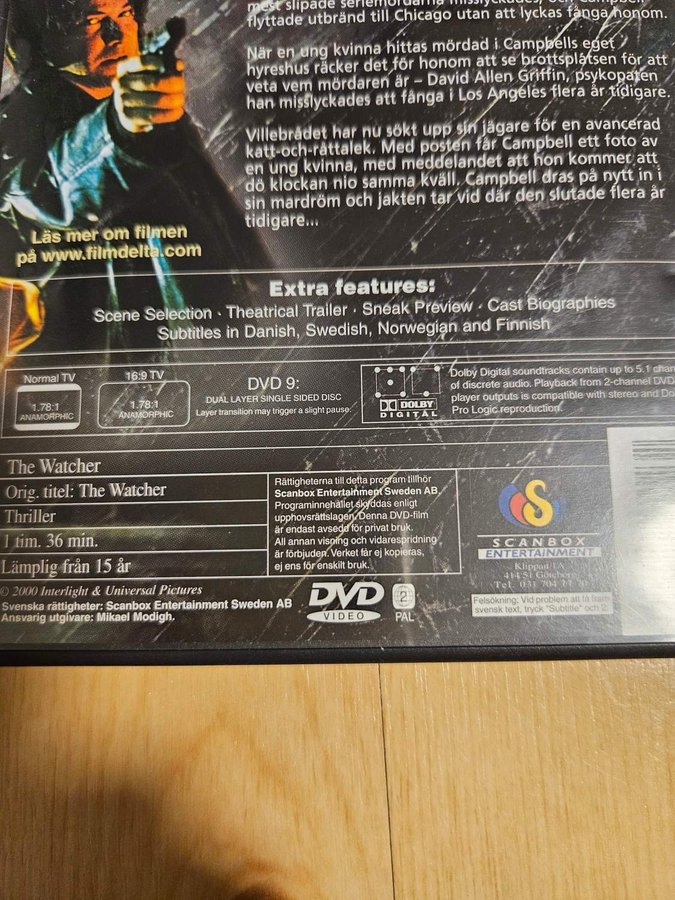 mest slipade seriemördarna misslyckades, och Campbell
flyttade utbränd till Chicago utan att lyckas fånga honom.
När en ung kvinna hittas mördad i Campbells eget
hyreshus räcker det för honom att se brottsplatsen för att
veta vem mördaren är – David Allen Griffin, psykopaten
han misslyckades att fånga i Los Angeles flera år tidigare.
Villebrådet har nu sökt upp sin jägare för en avancerad
katt-och-råttalek. Med posten får Campbell ett foto av
en ung kvinna, med meddelandet att hon kommer att
dö klockan nio samma kväll. Campbell dras på nytt in i
sin mardröm och jakten tar vid där den slutade flera år
tidigare...
Läs mer om filmen
på www.filmdelta.com
Extra features:
Scene Selection · Theatrical Trailer · Sneak Preview · Cast Biographies
Subtitles in Danish, Swedish, Norwegian and Finnish
Normal TV
1.78:1
ANAMORPHIC
16:9 TV
1.78:1
ANAMORPHIC
DVD 9:
DUAL LAYER SINGLE SIDED DISC
Layer transition may trigger a slight pause.
DOLBY
DIGITAL
Dolby Digital soundtracks contain up to 5.1 chan
of discrete audio. Playback from 2-channel DVD
player outputs is compatible with stereo and Do
Pro Logic reproduction.
The Watcher
Orig. titel: The Watcher
Thriller
1 tim. 36 min.
Lämplig från 15 år
Rättigheterna till detta program tillhör
Scanbox Entertainment Sweden AB.
Programinnehållet skyddas enligt
upphovsrättslagen. Denna DVD-film
är endast avsedd för privat bruk.
All annan visning och vidarespridning
är förbjuden. Verket får ej kopieras,
ej ens för enskilt bruk.
S
SCANBOX
ENTERTAINMENT
Klippan 1A
414 51 Göteborg
Tel. 031 704
© 2000 Interlight & Universal Pictures
Svenska rättigheter: Scanbox Entertainment Sweden AB
Ansvarig utgivare: Mikael Modigh.
DVD
VIDEO
2
PAL
Felsökning: Vid problem att få fram
svensk text, tryck "Subtitle" och 2.